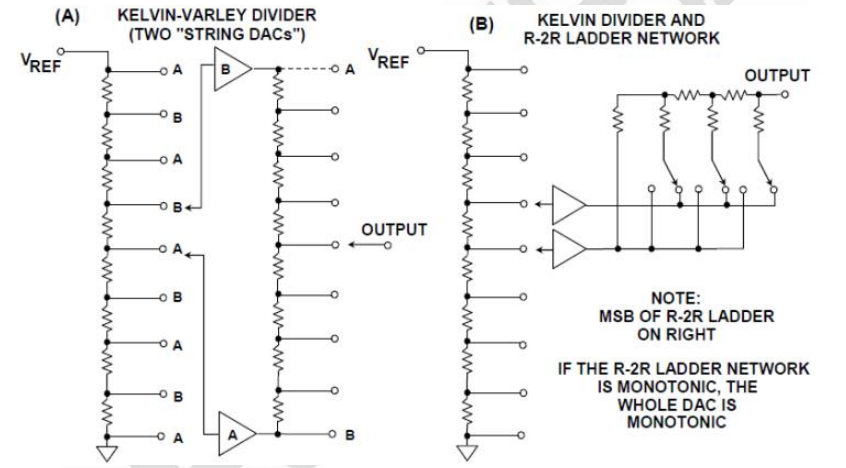 (A)
KELVIN-VARLEY DIVIDER
(TWO "STRING DACs")
VREF
A
B
A
B
A
B
A
B
A
B
A
A
B
OUTPUT
(B)
KELVIN DIVIDER AND
R-2R LADDER NETWORK
VREF
OUTPUT
NOTE:
MSB OF R-2R LADDER
ON RIGHT
IF THE R-2R LADDER NETWORK
IS MONOTONIC, THE
WHOLE DAC IS
MONOTONIC